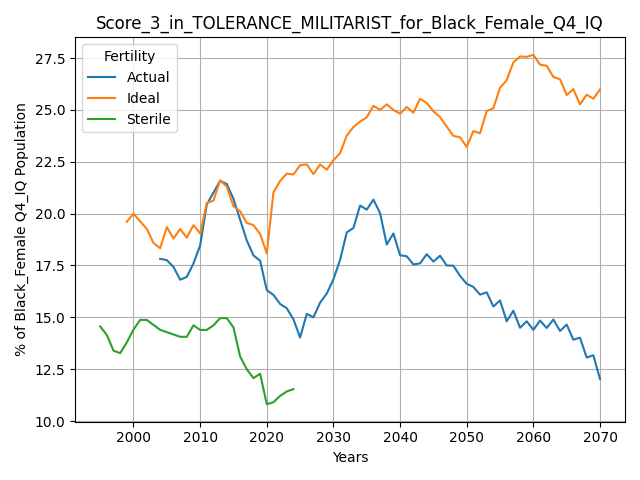 Score_3_in_TOLERANCE_MILITARIST_for_Black_Female_Q4_IQ
Fertility
Actual
Ideal
Sterile
% of Black_Female Q4_IQ Population
27.5
25.0
22.5
20.0
17.5
15.0
12.5
10.0
2000 2010 2020 2030 2040 2050 2060 2070
Years